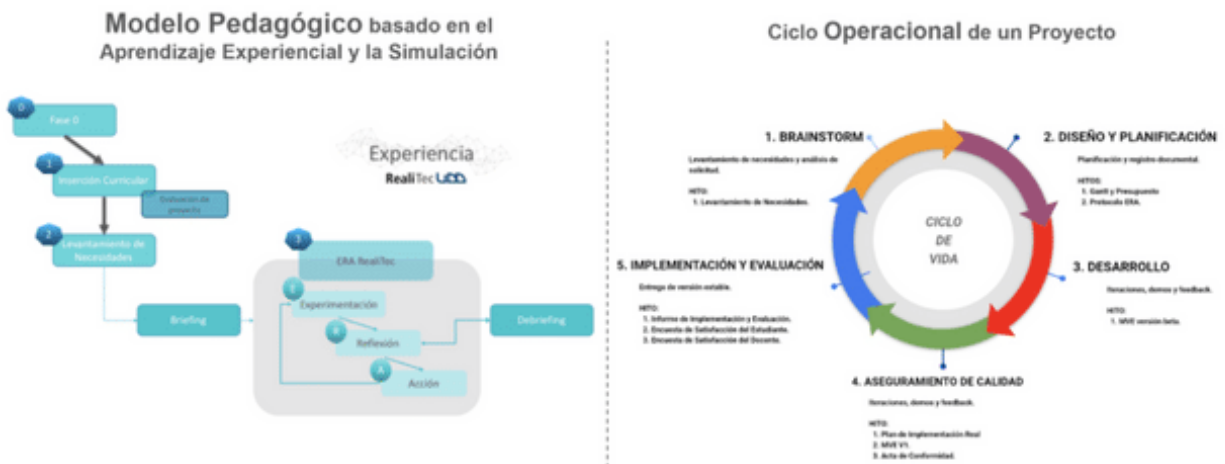 Modelo Pedagógico basado en el
Aprendizaje Experiencial y la Simulación
0
Fase 0
1
Inserción Curricular
Evaluación de
proyecto
2
Levantamiento de
Necesidades
Experiencia
RealiTec UDD
3
ERA RealiTec
Briefing
E
Experimentación
R
Reflexión
A
Acción
Debriefing
Ciclo Operacional de un Proyecto
1. BRAINSTORM
Levantamiento de necesidades y análisis de
solicitud.
HITO:
1. Levantamiento de Necesidades.
2. DISEÑO Y PLANIFICACIÓN
Planificación y registro documental.
HITOS:
1. Gantt y Presupuesto
2. Protocolo ERA.
CICLO
DE
VIDA
3. DESARROLLO
Iteraciones, demos y feedback.
HITO:
1. MVE versión beta.
4. ASEGURAMIENTO DE CALIDAD
Iteraciones, demos y feedback.
HITO:
1. Plan de Implementación Real
2. MVE V1.
3. Acta de Conformidad.
5. IMPLEMENTACIÓN Y EVALUACIÓN
Entrega de versión estable.
HITO:
1. Informe de Implementación y Evaluación.
2. Encuesta de Satisfacción del Estudiante.
3. Encuesta de Satisfacción del Docente.